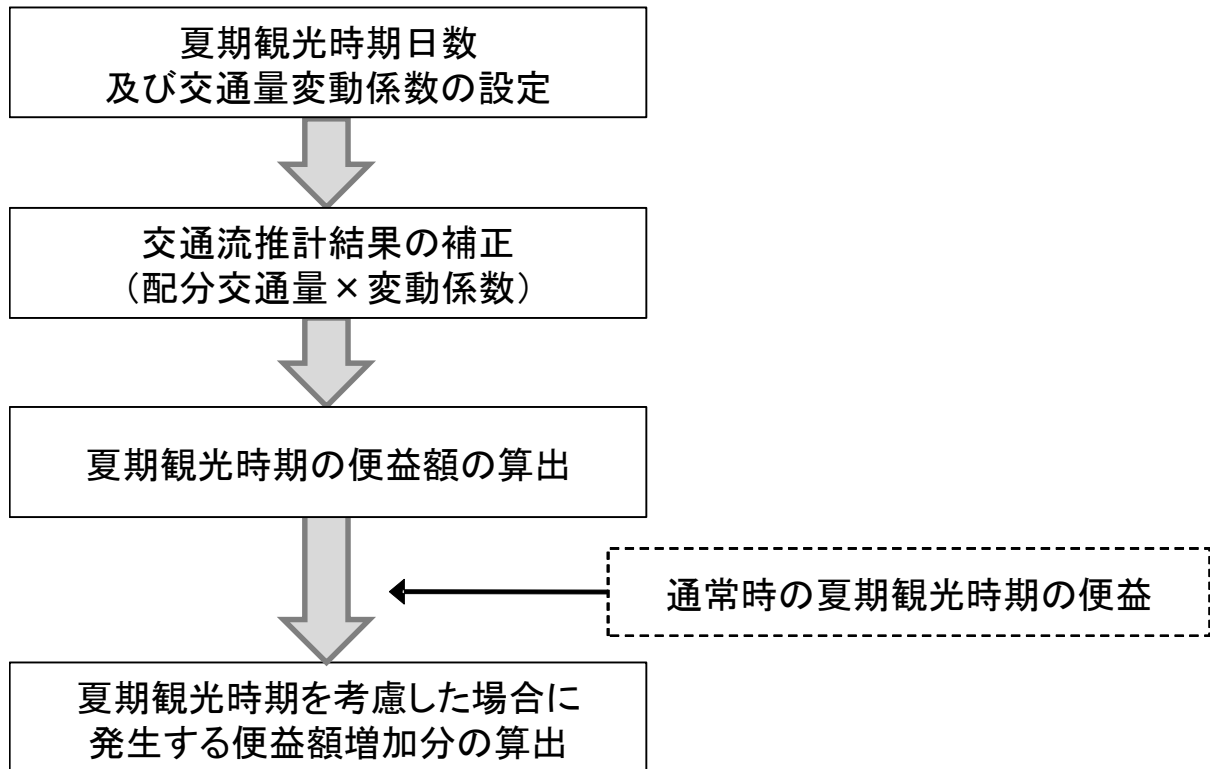 夏期観光時期日数
及び交通量変動係数の設定
交通流推計結果の補正
（配分交通量×変動係数）
夏期観光時期の便益額の算出
通常時の夏期観光時期の便益
夏期観光時期を考慮した場合に
発生する便益額増加分の算出